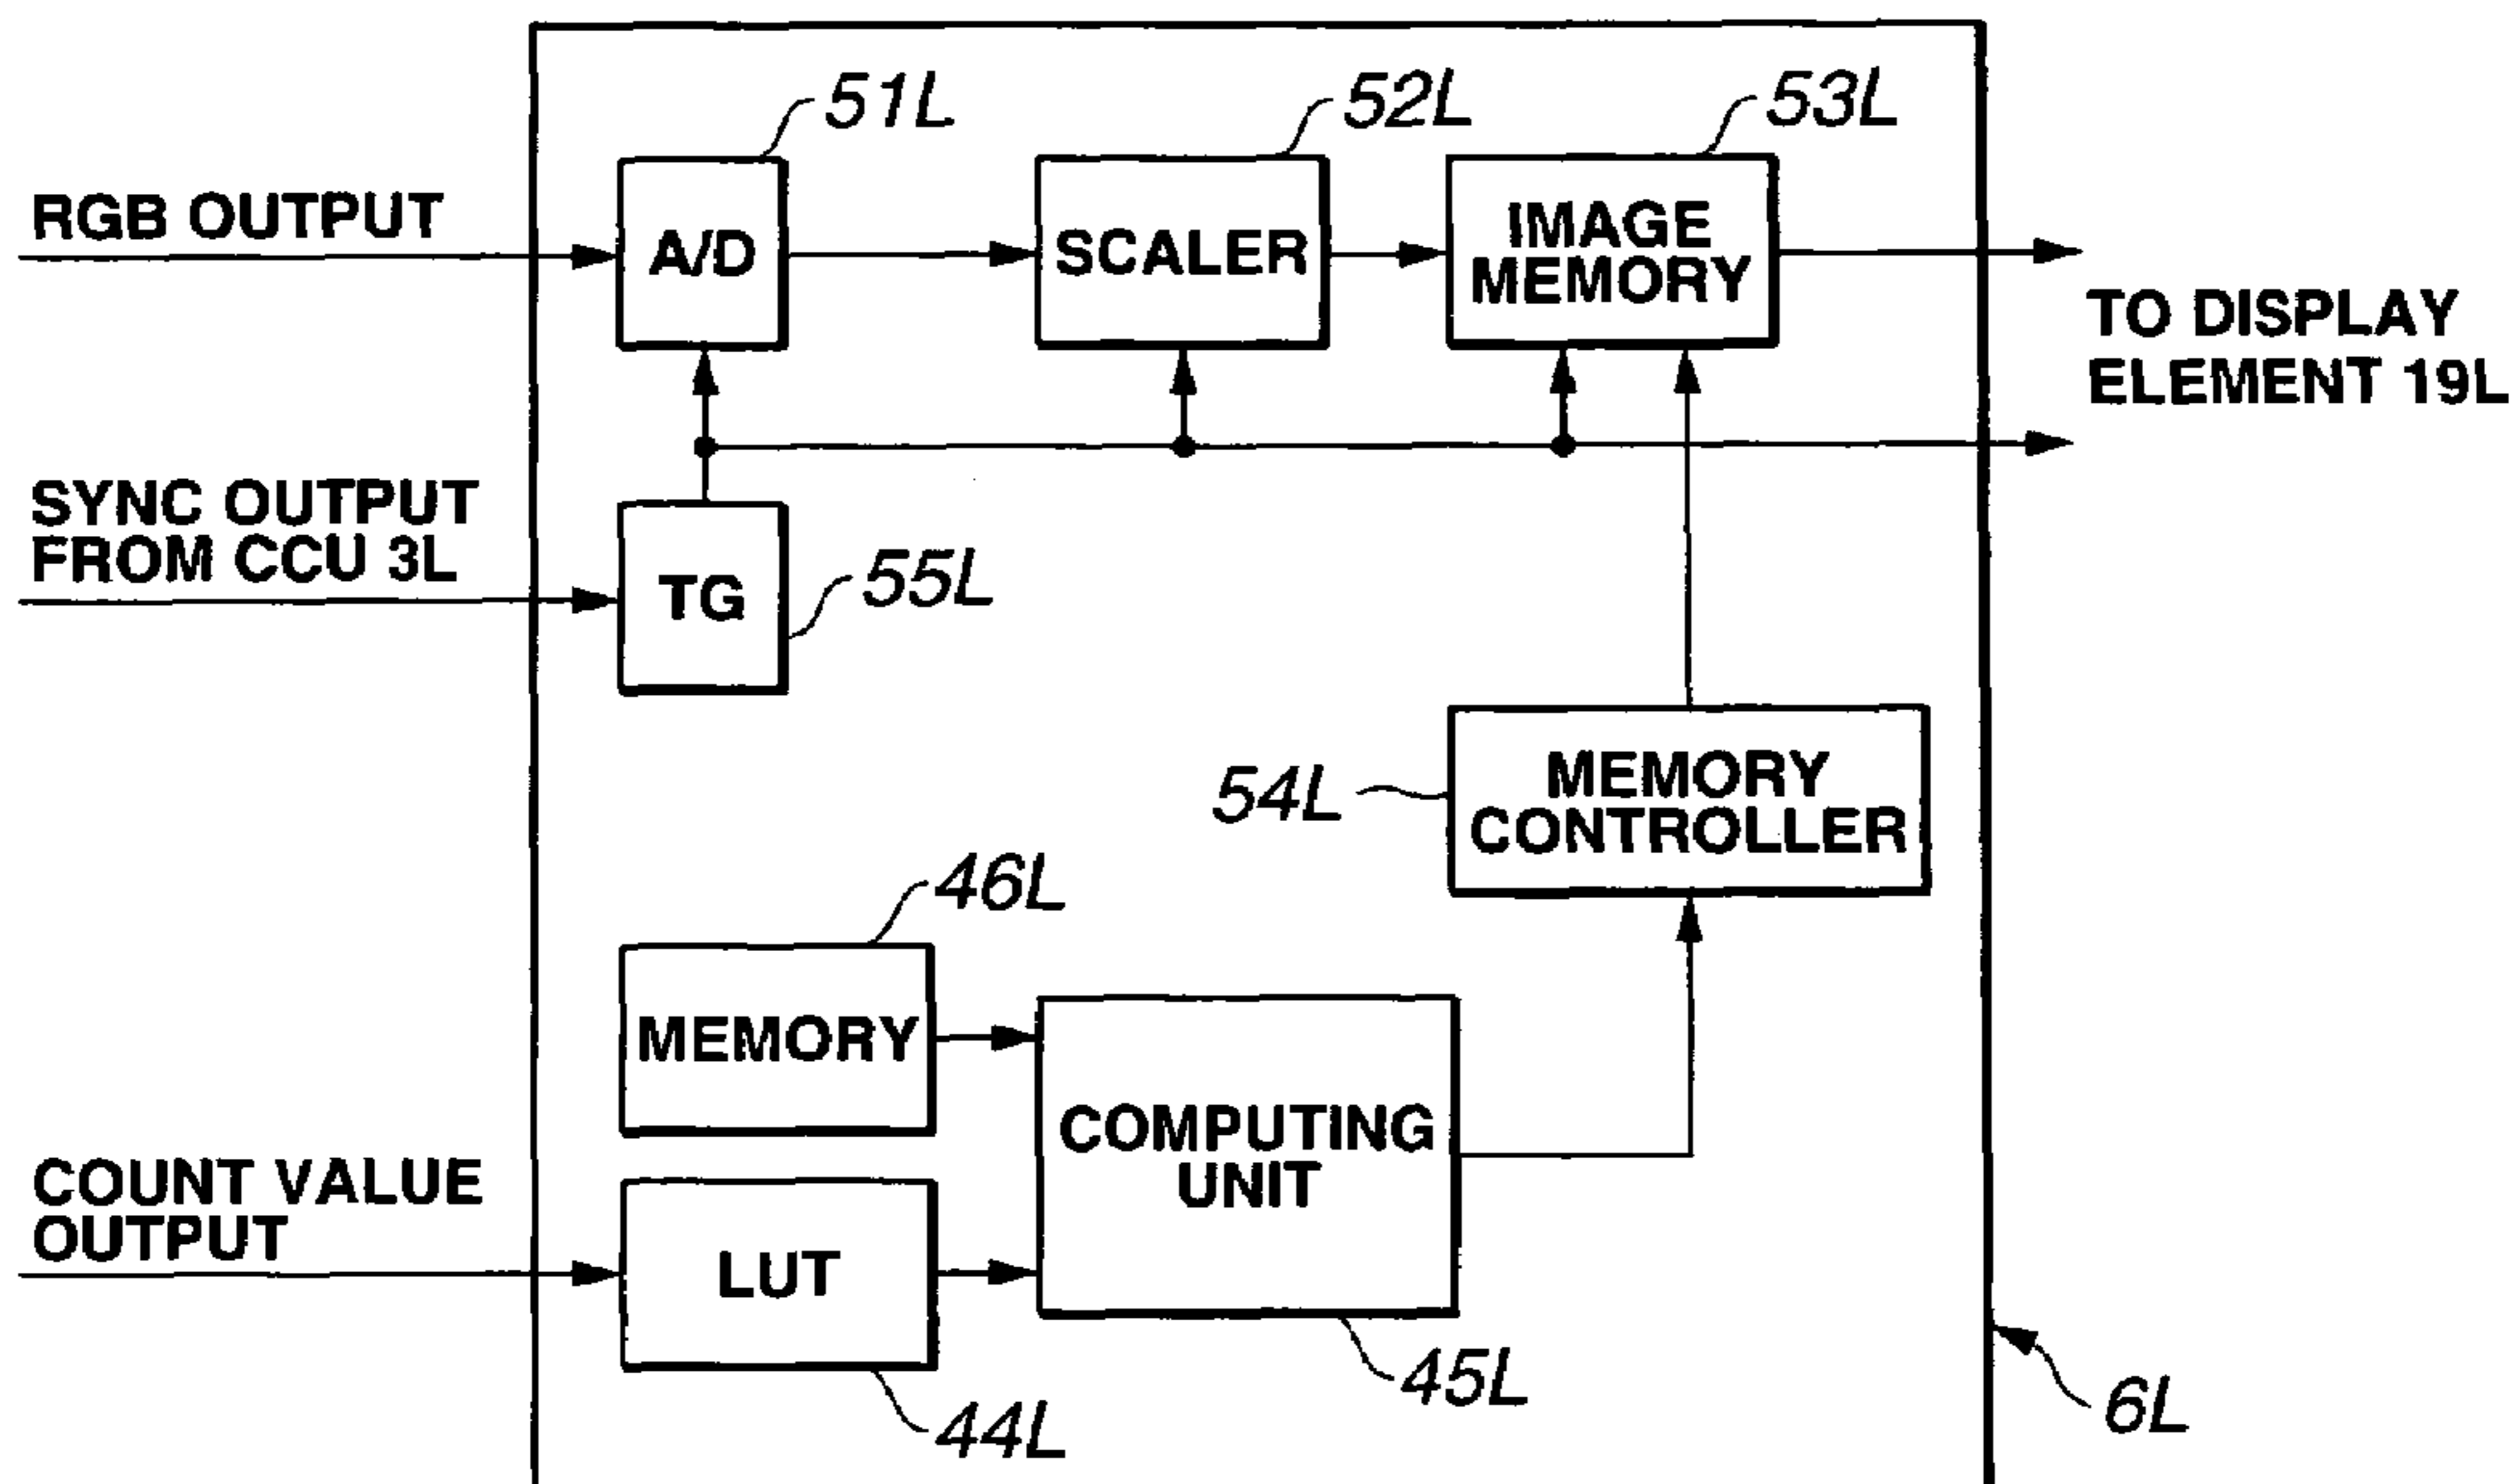 51L
52L
53L
RGB OUTPUT
A/D
SCALER
IMAGE
MEMORY
TO DISPLAY
ELEMENT 19L
SYNC OUTPUT
FROM CCU 3L
TG
55L
MEMORY
CONTROLLER
54L
46L
MEMORY
COMPUTING
UNIT
COUNT VALUE
OUTPUT
LUT
45L
44L
6L